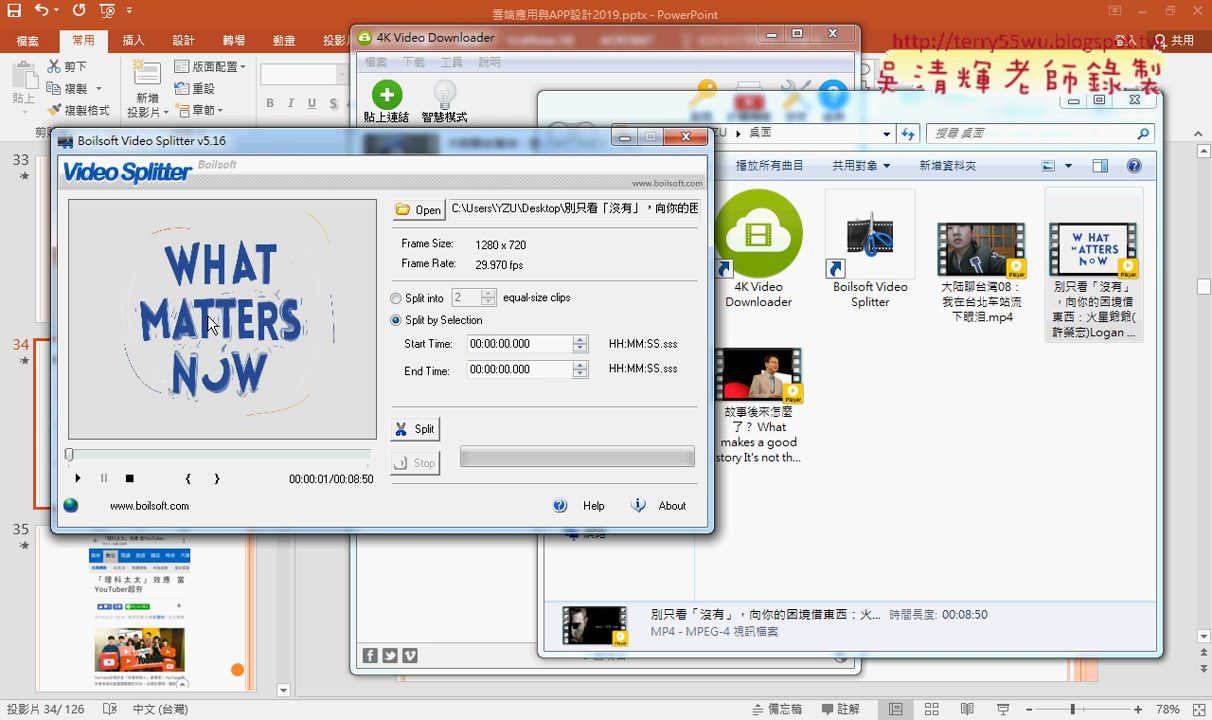 雲端應用與APP設計2019.pptx - PowerPoint
檔案
常用
插入
設計
轉場
動畫
登入
共用
http://terry55wu.blogspot.tw
吳清輝老師錄製
貼上
剪下
複製
複製格式
新增
投影片
版面配置
重設
章節
B I U S
4K Video Downloader
檔案
下載
工具
說明
貼上連結
智慧模式
YZU
桌面
搜尋 桌面
播放所有曲目
共用對象
新增資料夾
4K Video
Downloader
Boilsoft Video
Splitter
大陸聊台湾08：
我在台北车站流
下眼泪.mp4
WHAT
MATTERS
NOW
別只看「沒有」
，向你的困境借
東西：火星爺爺(
許榮宏)Logan ...
故事後來怎麼
了？ What
makes a good
story It's not th...
別只看「沒有」，向你的困境借東西：火...
時間長度: 00:08:50
MP4 - MPEG-4 視訊檔案
Boilsoft Video Splitter v5.16
Video Splitter
Boilsoft
www.boilsoft.com
WHAT
MATTERS
NOW
Open
C:\Users\YZU\Desktop\別只看「沒有」，向你的困
Frame Size:
1280 x 720
Frame Rate:
29.970 fps
Split into
2
equal-size clips
Split by Selection
Start Time:
00:00:00.000
HH:MM:SS.sss
End Time:
00:00:00.000
HH:MM:SS.sss
Split
Stop
00:00:01/00:08:50
www.boilsoft.com
Help
About
33
34
35
「理科太太」效應 當
YouTuber超夯
投影片 34/126
中文 (台灣)
備忘稿
註解
78%